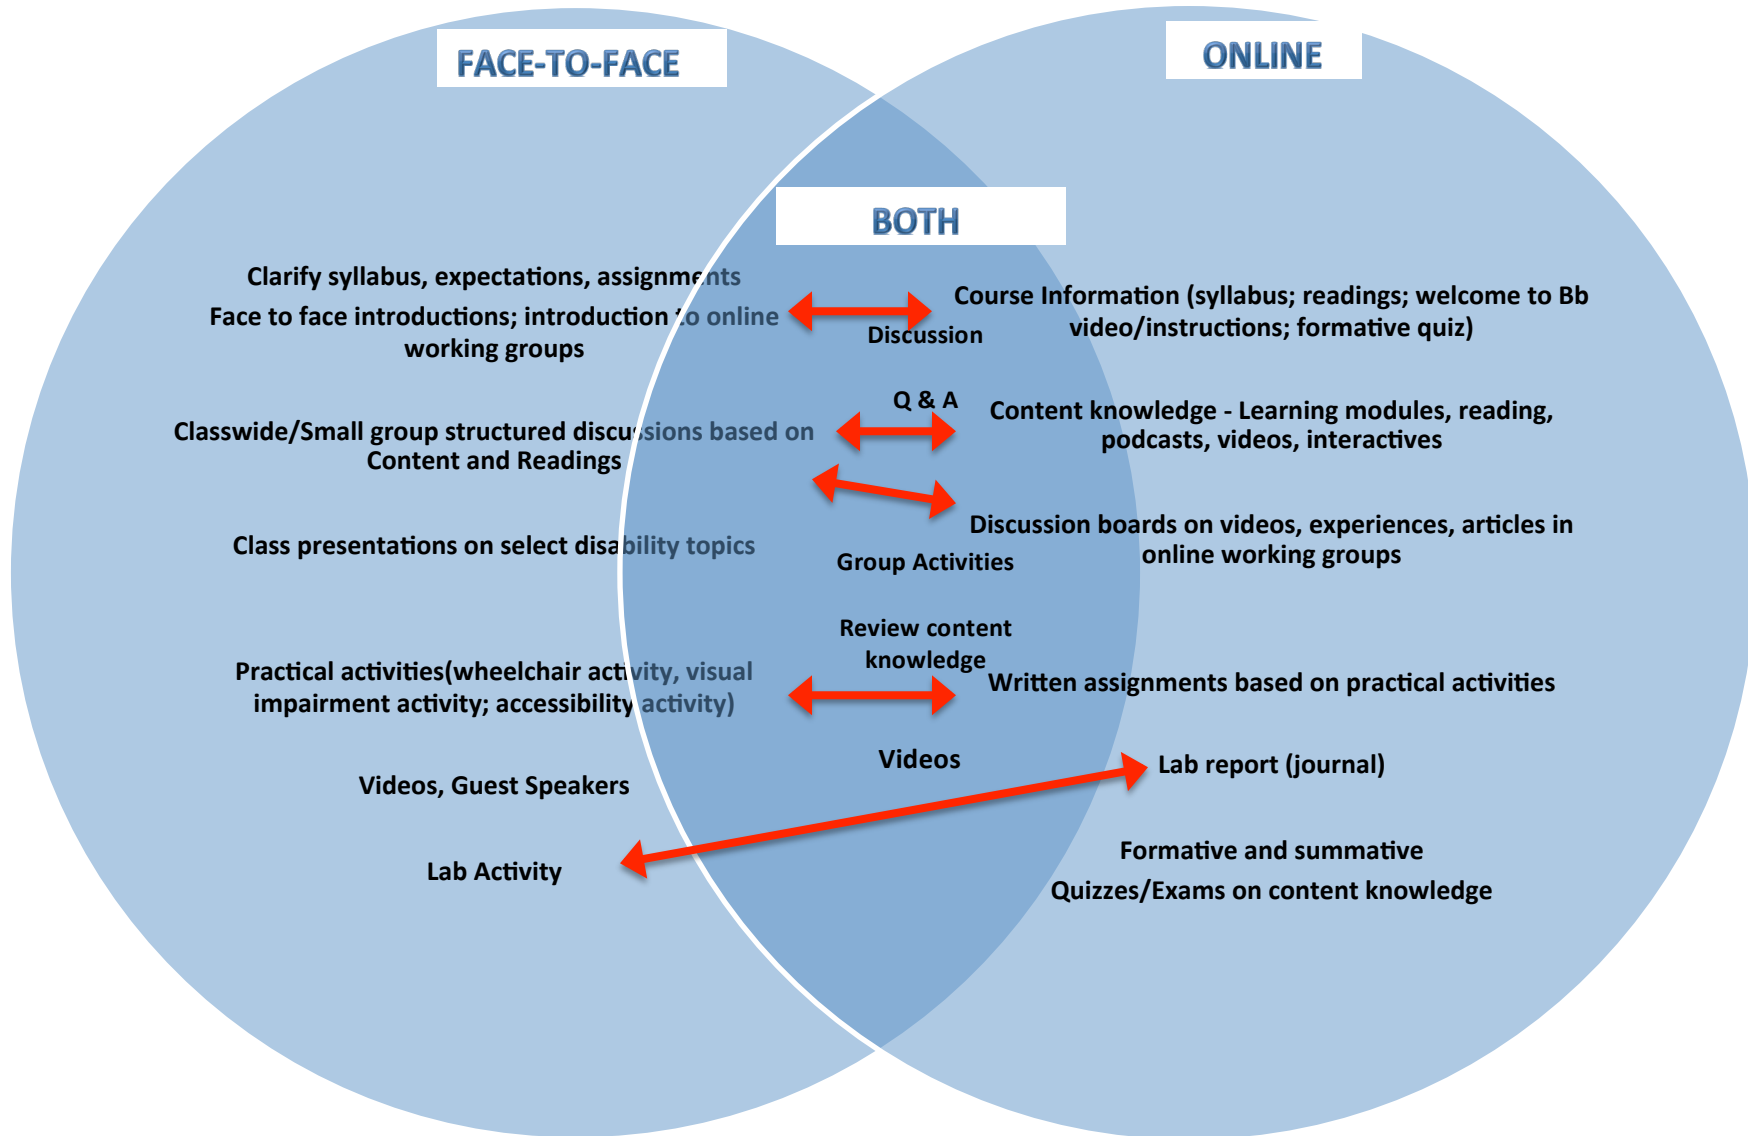 FACE-TO-FACE
ONLINE
BOTH
Clarify syllabus, expectations, assignments
Face to face introductions; introduction to online
working groups
Classwide/Small group structured discussions based on
Content and Readings
Class presentations on select disability topics
Practical activities(wheelchair activity, visual
impairment activity; accessibility activity)
Videos, Guest Speakers
Lab Activity
Discussion
Q & A
Group Activities
Review content
knowledge
Videos
Course Information (syllabus; readings; welcome to Bb
video/instructions; formative quiz)
Content knowledge - Learning modules, reading,
podcasts, videos, interactives
Discussion boards on videos, experiences, articles in
online working groups
Written assignments based on practical activities
Lab report (journal)
Formative and summative
Quizzes/Exams on content knowledge